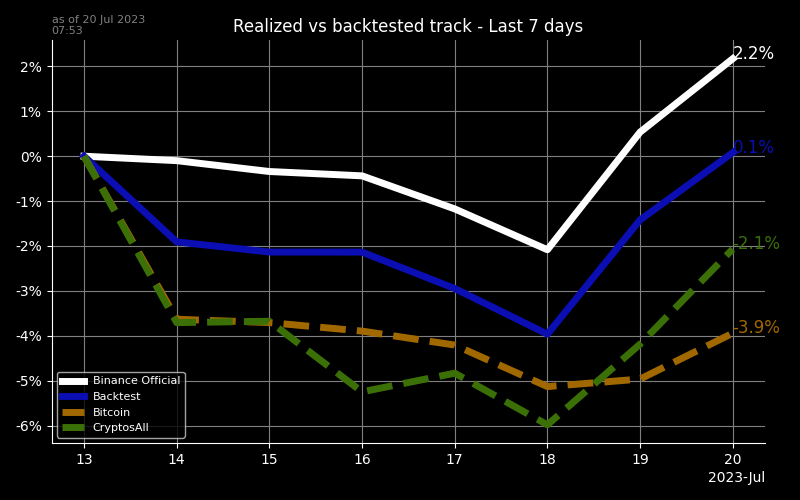 as of 20 Jul 2023
07:53
Realized vs backtested track - Last 7 days
2%
1%
0%
-1%
-2%
-3%
-4%
-5%
-6%
2.2%
0.1%
-2.1%
-3.9%
Binance Official
Backtest
Bitcoin
CryptosAll
13 14 15 16 17 18 19 20
2023-Jul